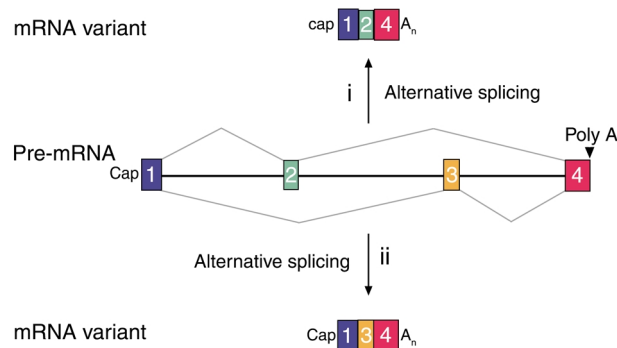 mRNA variant cap 1 2 4 An
i Alternative splicing
Poly A
Pre-mRNA Cap 1 2 3 4
Alternative splicing ii
mRNA variant Cap 1 3 4 An